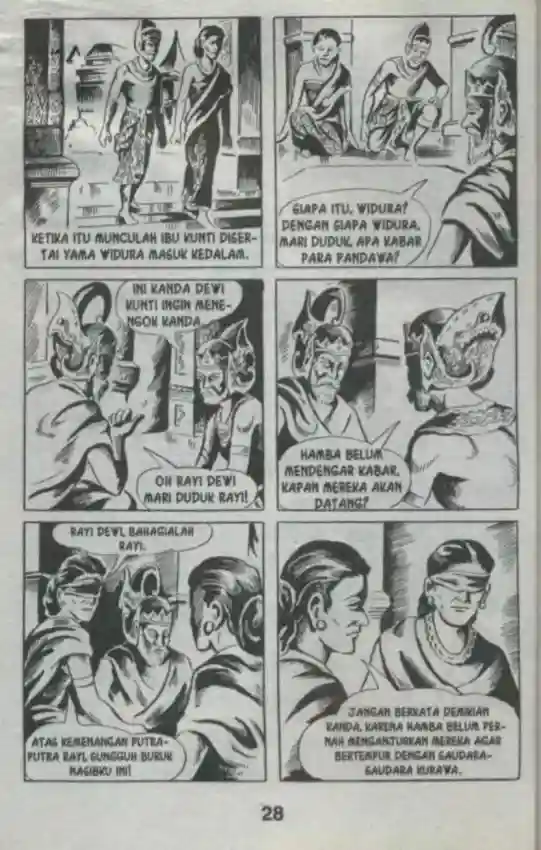 KETIKA ITU MUNCULAH IBU KUNTI DISER-
TAI YAMA WIDURA MASUK KEDALAM.
SIAPA ITU, WIDURA?
DENGAN SIAPA WIDURA,
MARI DUDUK, APA KABAR
PARA PANDAWA?
INI KANDA DEWI
KUNTI INGIN MENE-
NGOK KANDA
OH RAYI DEWI
MARI DUDUK RAYI!
HAMBA BELUM
MENDENGAR KABAR,
KAPAN MEREKA AKAN
DATANG?
RAYI DEWI, BAHAGIALAH
RAYI.
ATAS KEMENANGAN PUTRA-
PUTRA RAYI, SUNGGUH BURUK
NASIBKU INI!
JANGAN BERKATA DEMIKIAN
KANDA, KARENA HAMBA BELUM PER-
NAH MENGANJURKAN MEREKA AGAR
BERTEMPUR DENGAN SAUDARA-
SAUDARA KURAWA.
28